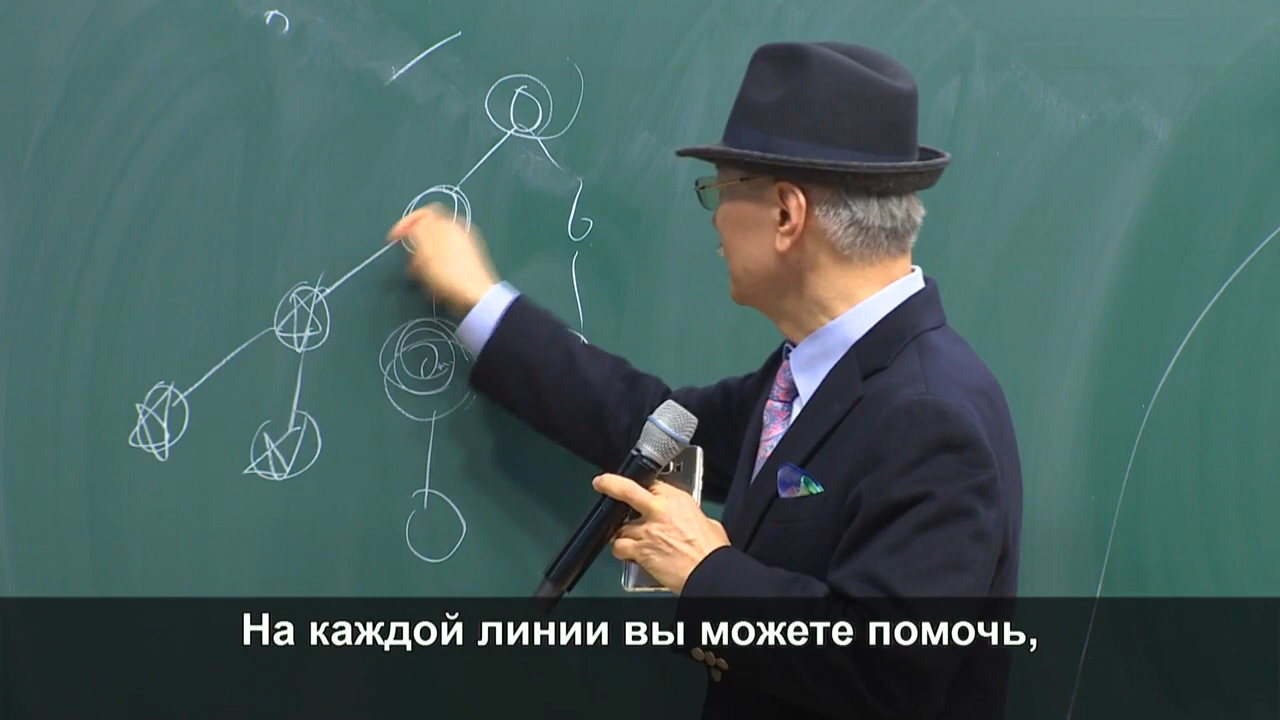 На каждой линии вы можете помочь,